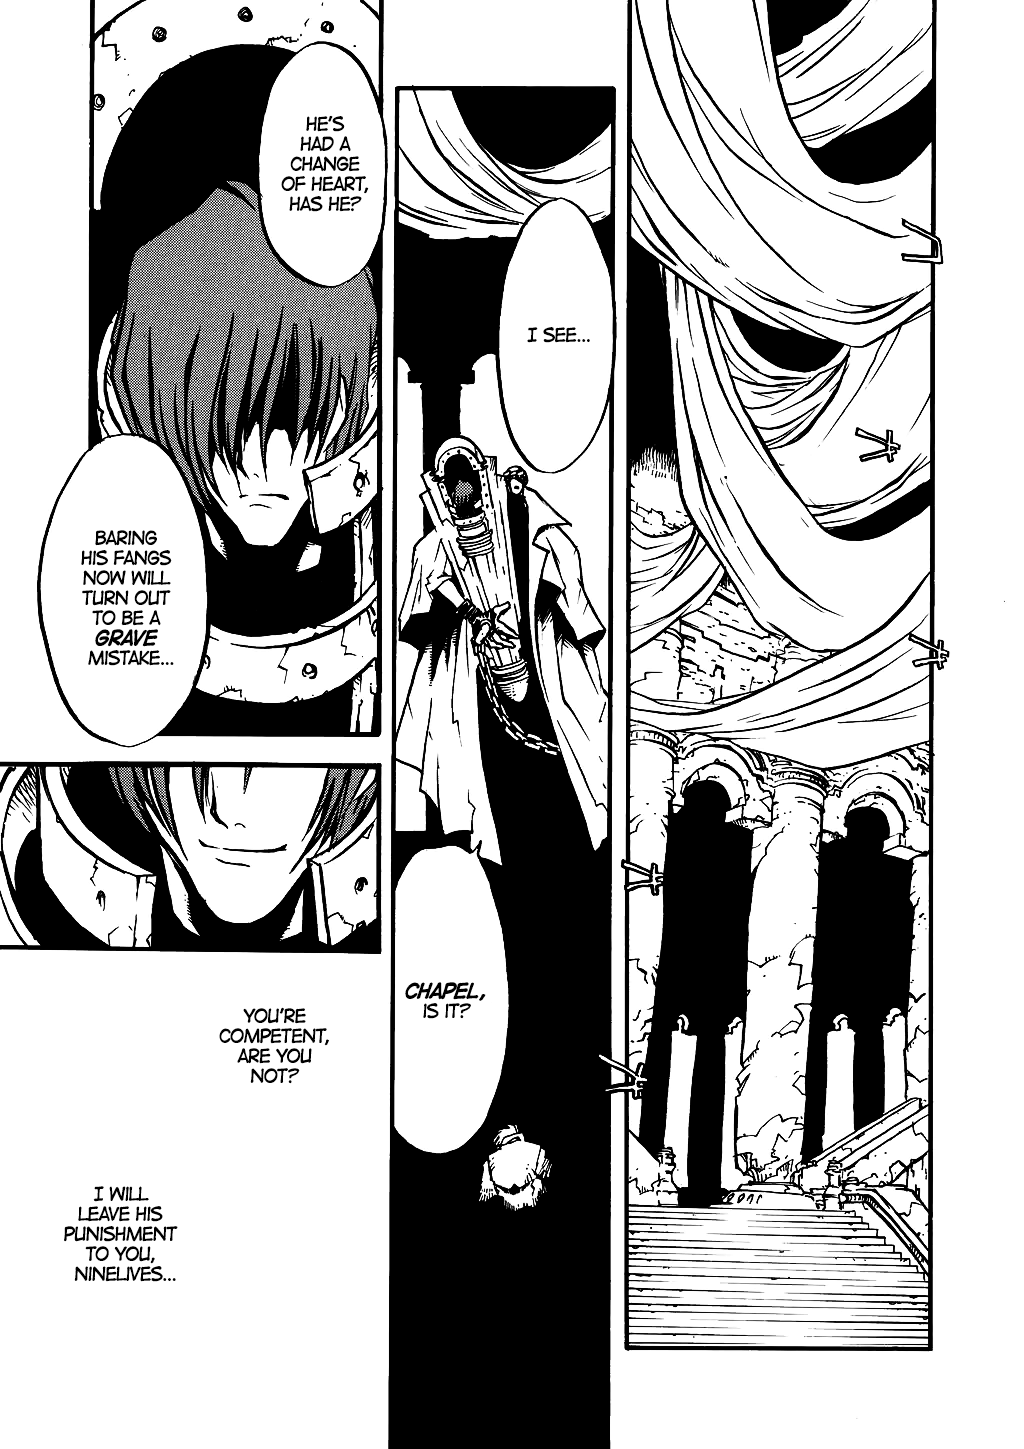 I SEE...
CHAPEL,
IS IT?
HE'S
HAD A
CHANGE
OF HEART,
HAS HE?
BARING
HIS FANGS
NOW WILL
TURN OUT
TO BE A
GRAVE
MISTAKE...
YOU'RE
COMPETENT,
ARE YOU
NOT?
I WILL
LEAVE HIS
PUNISHMENT
TO YOU,
NINELIVES...